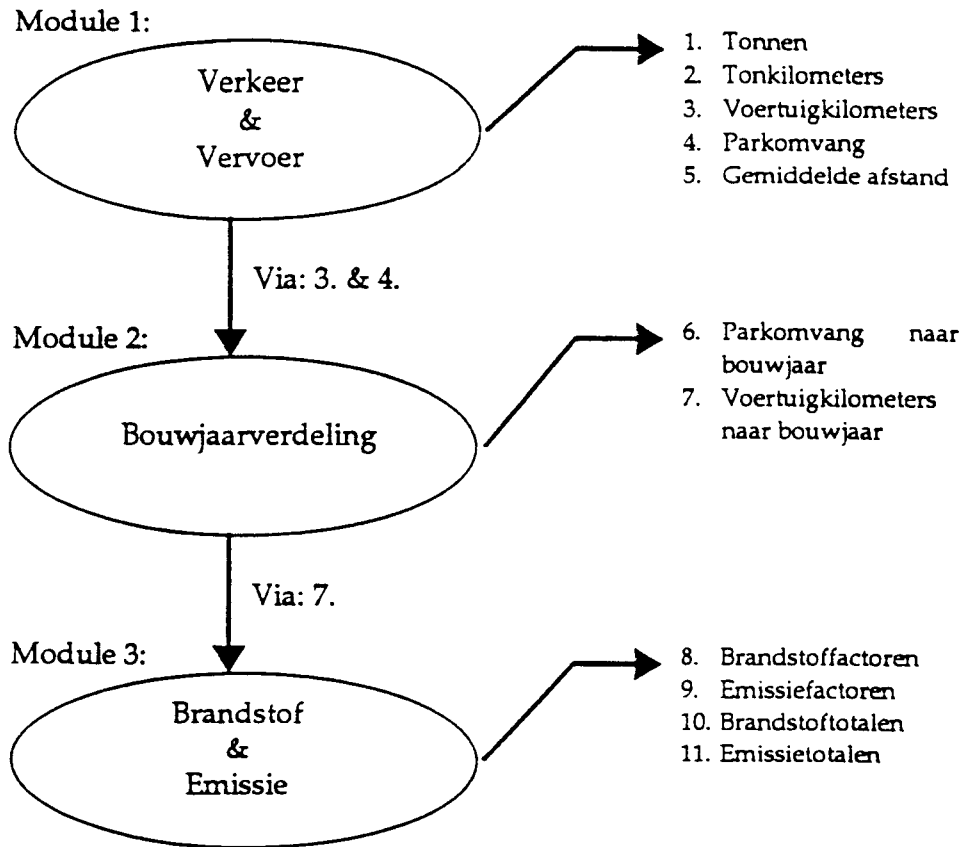 Module 1:
Verkeer
&
Vervoer
1. Tonnen
2. Tonkilometers
3. Voertuigkilometers
4. Parkomvang
5. Gemiddelde afstand
Via: 3. & 4.
Module 2:
Bouwjaarverdeling
6. Parkomvang naar
bouwjaar
7. Voertuigkilometers
naar bouwjaar
Via: 7.
Module 3:
Brandstof
&
Emissie
8. Brandstoffactoren
9. Emissiefactoren
10. Brandstoftotalen
11. Emissietotalen